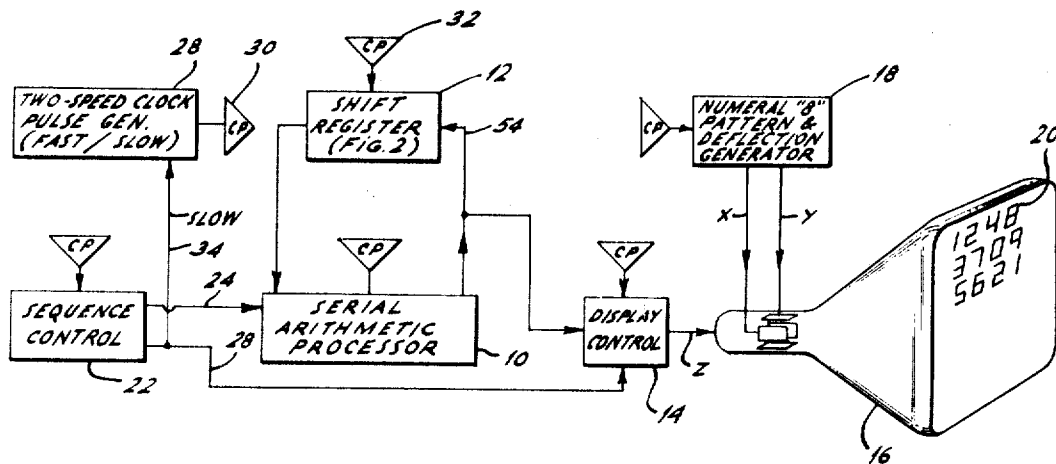 28
30
TWO-SPEED CLOCK
PULSE GEN.
(FAST / SLOW)
CP
CP
32
12
SHIFT
REGISTER
(FIG. 2)
54
CP
18
NUMERAL "8"
PATTERN &
DEFLECTION
GENERATOR
X
Y
20
1248
3709
5621
SLOW
34
CP
24
SEQUENCE
CONTROL
22
28
CP
SERIAL
ARITHMETIC
PROCESSOR
10
CP
DISPLAY
CONTROL
14
Z
16